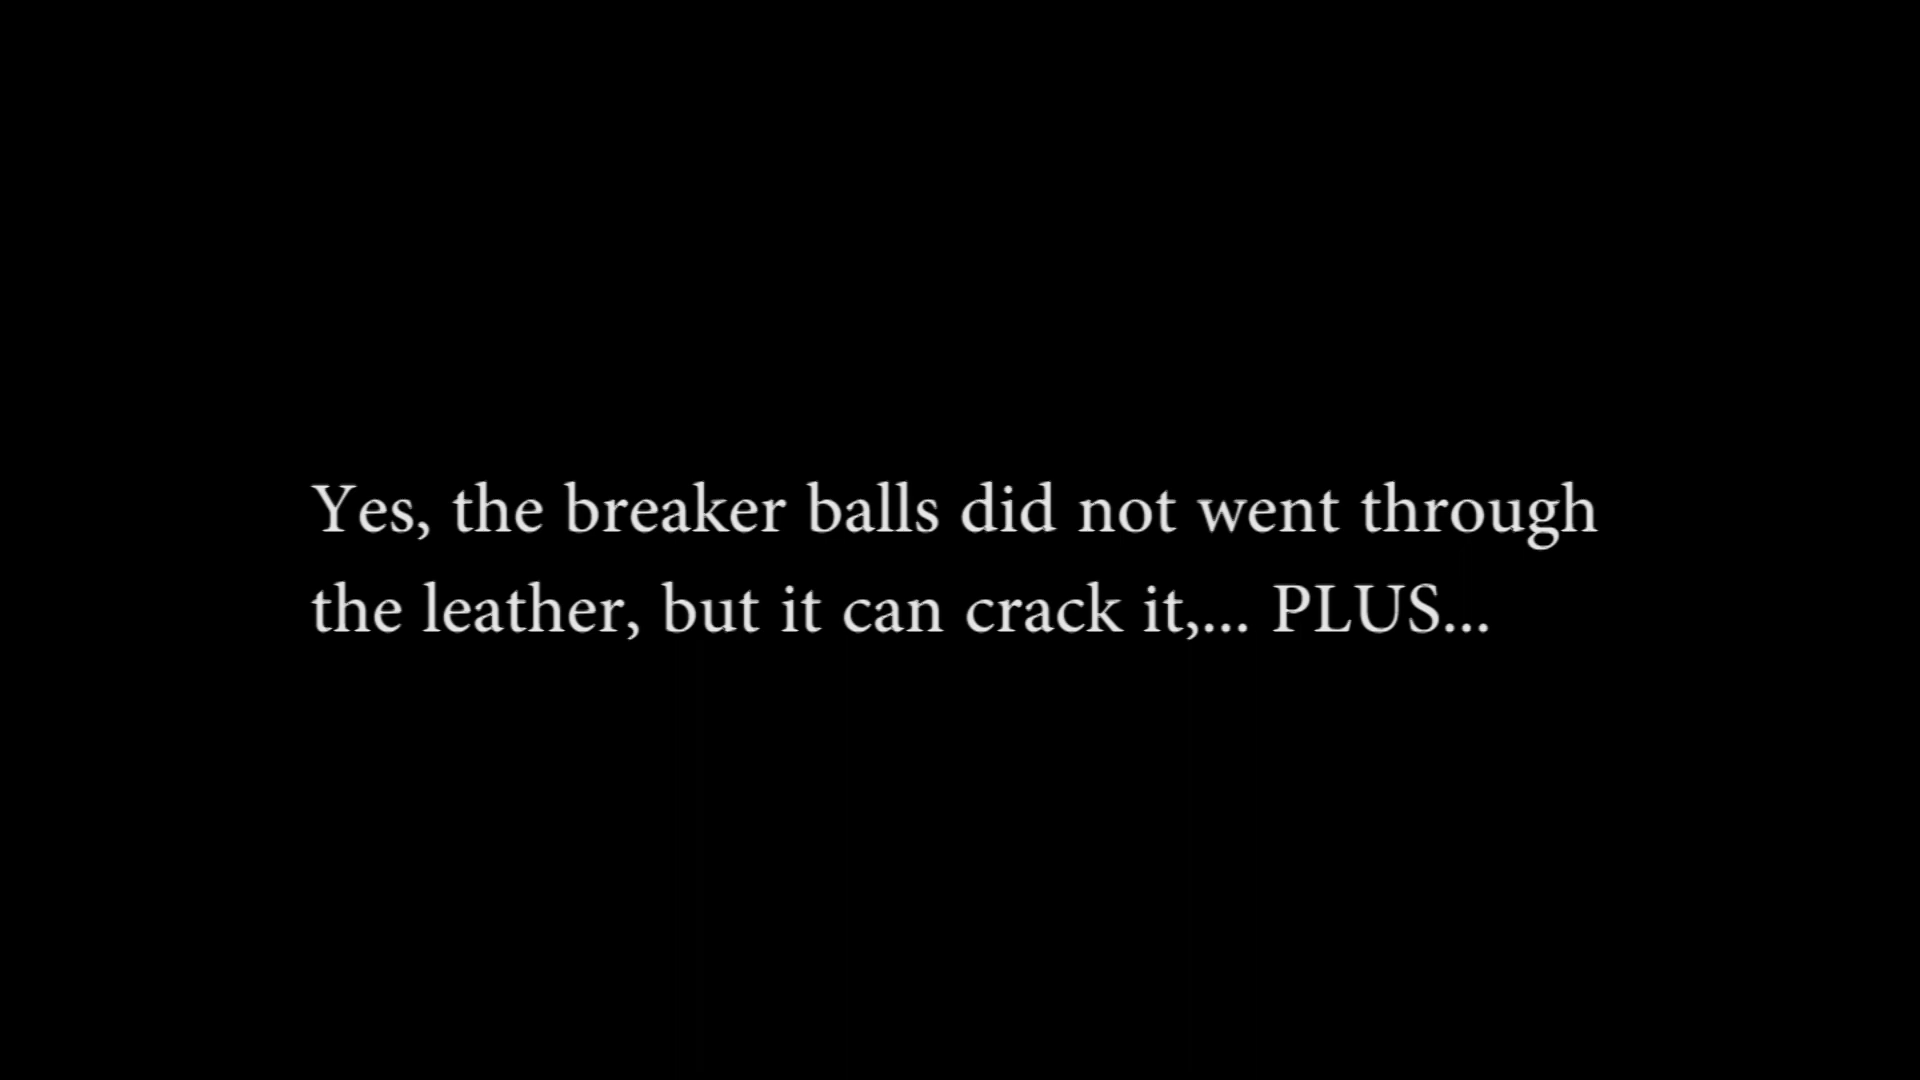 Yes, the breaker balls did not went through
the leather, but it can crack it,... PLUS...